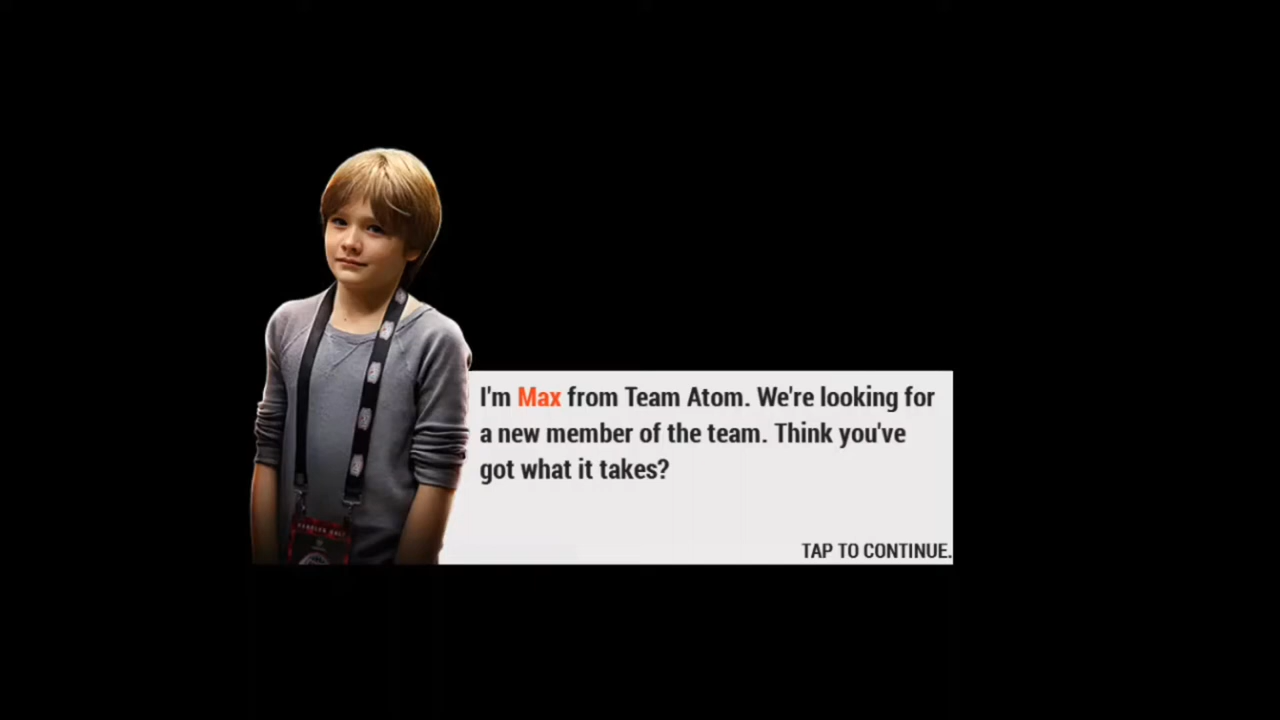 I'm Max from Team Atom. We're looking for
a new member of the team. Think you've
got what it takes?
TAP TO CONTINUE.